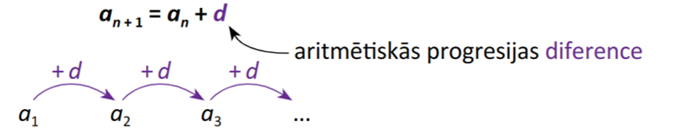 aₙ₊₁ = aₙ + d
aritmētiskās progresijas diference
+ d + d + d
a₁ a₂ a₃ ...